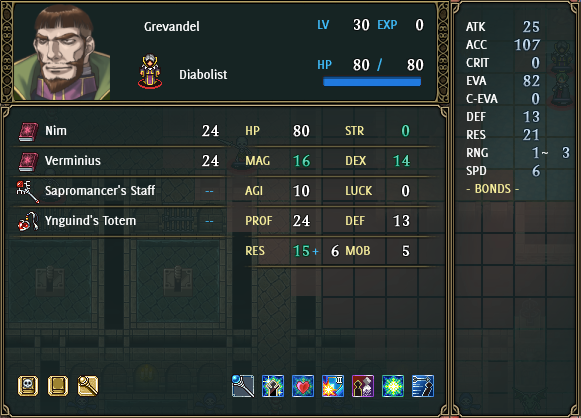 Grevandel LV 30 EXP 0
Diabolist HP 80 / 80
Nim 24
Verminius 24
Sapromancer's Staff --
Ynguind's Totem --
HP 80 STR 0
MAG 16 DEX 14
AGI 10 LUCK 0
PROF 24 DEF 13
RES 15+ 6 MOB 5
III
ATK 25
ACC 107
CRIT 0
EVA 82
C-EVA 0
DEF 13
RES 21
RNG 1~ 3
SPD 6
- BONDS -